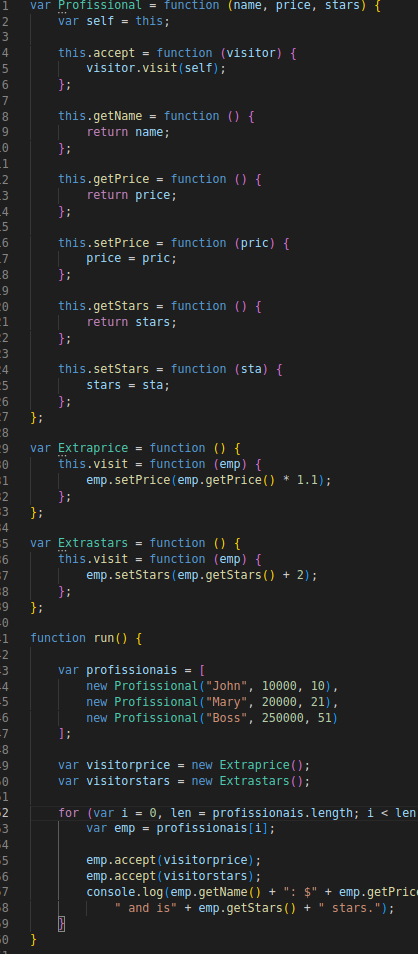 1 var Profissional = function (name, price, stars) {
2     var self = this;
3
4     this.accept = function (visitor) {
5         visitor.visit(self);
6     };
7
8     this.getName = function () {
9         return name;
10     };
11
12     this.getPrice = function () {
13         return price;
14     };
15
16     this.setPrice = function (pric) {
17         price = pric;
18     };
19
20     this.getStars = function () {
21         return stars;
22     };
23
24     this.setStars = function (sta) {
25         stars = sta;
26     };
27 };
28
29 var Extraprice = function () {
30     this.visit = function (emp) {
31         emp.setPrice(emp.getPrice() * 1.1);
32     };
33 };
34
35 var Extrastars = function () {
36     this.visit = function (emp) {
37         emp.setStars(emp.getStars() + 2);
38     };
39 };
40
41 function run() {
42
43     var profissionais = [
44         new Profissional("John", 10000, 10),
45         new Profissional("Mary", 20000, 21),
46         new Profissional("Boss", 250000, 51)
47     ];
48
49     var visitorprice = new Extraprice();
50     var visitorstars = new Extrastars();
51
52     for (var i = 0, len = profissionais.length; i < len
53         var emp = profissionais[i];
54
55         emp.accept(visitorprice);
56         emp.accept(visitorstars);
57         console.log(emp.getName() + ": $" + emp.getPric
58             " and is" + emp.getStars() + " stars.");
59     }
60 }